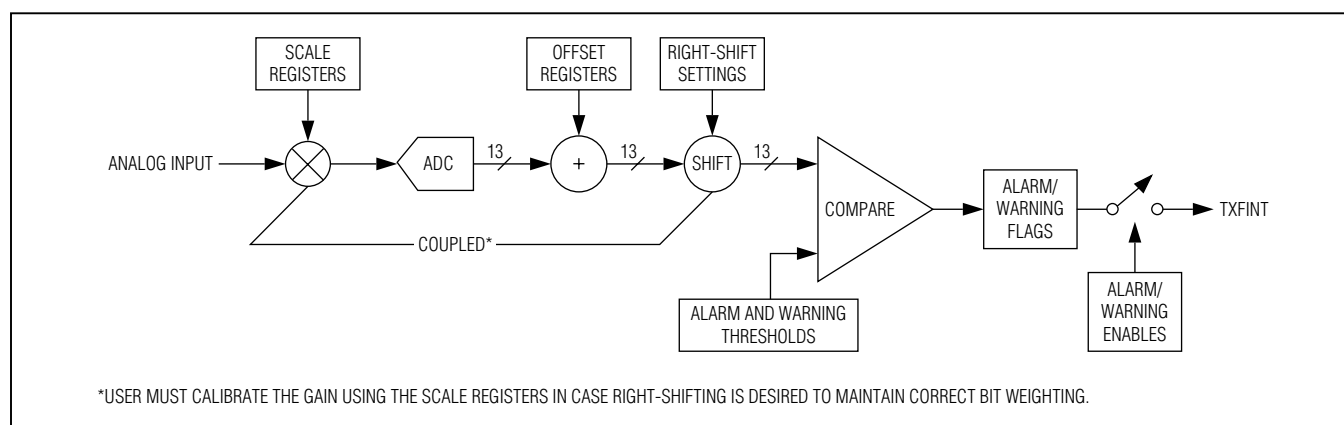 SCALE
REGISTERS
OFFSET
REGISTERS
RIGHT-SHIFT
SETTINGS
ANALOG INPUT
ADC
13
+
13
SHIFT
13
COUPLED*
COMPARE
ALARM AND WARNING
THRESHOLDS
ALARM/
WARNING
FLAGS
TXFINT
ALARM/
WARNING
ENABLES
*USER MUST CALIBRATE THE GAIN USING THE SCALE REGISTERS IN CASE RIGHT-SHIFTING IS DESIRED TO MAINTAIN CORRECT BIT WEIGHTING.